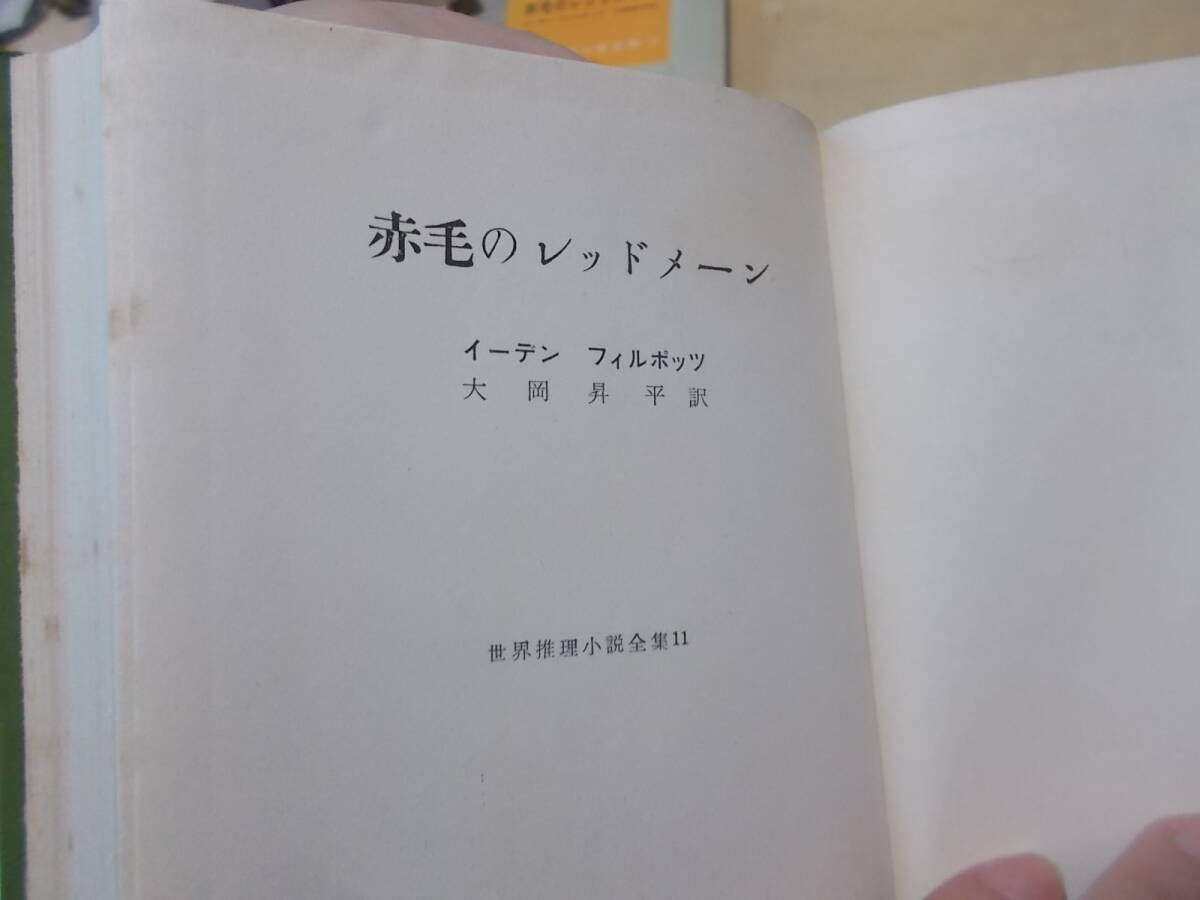 赤毛のレッドメーン
イーデン フィルポッツ
大岡昇平訳
世界推理小説全集11